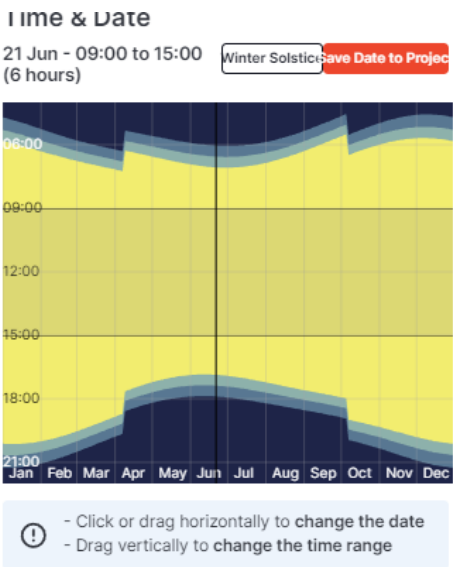 Time & Date
21 Jun - 09:00 to 15:00
(6 hours)
Winter Solstic
Save Date to Projec
06:00
09:00
12:00
15:00
18:00
21:00
Jan Feb Mar Apr May Jun Jul Aug Sep Oct Nov Dec
- Click or drag horizontally to change the date
- Drag vertically to change the time range